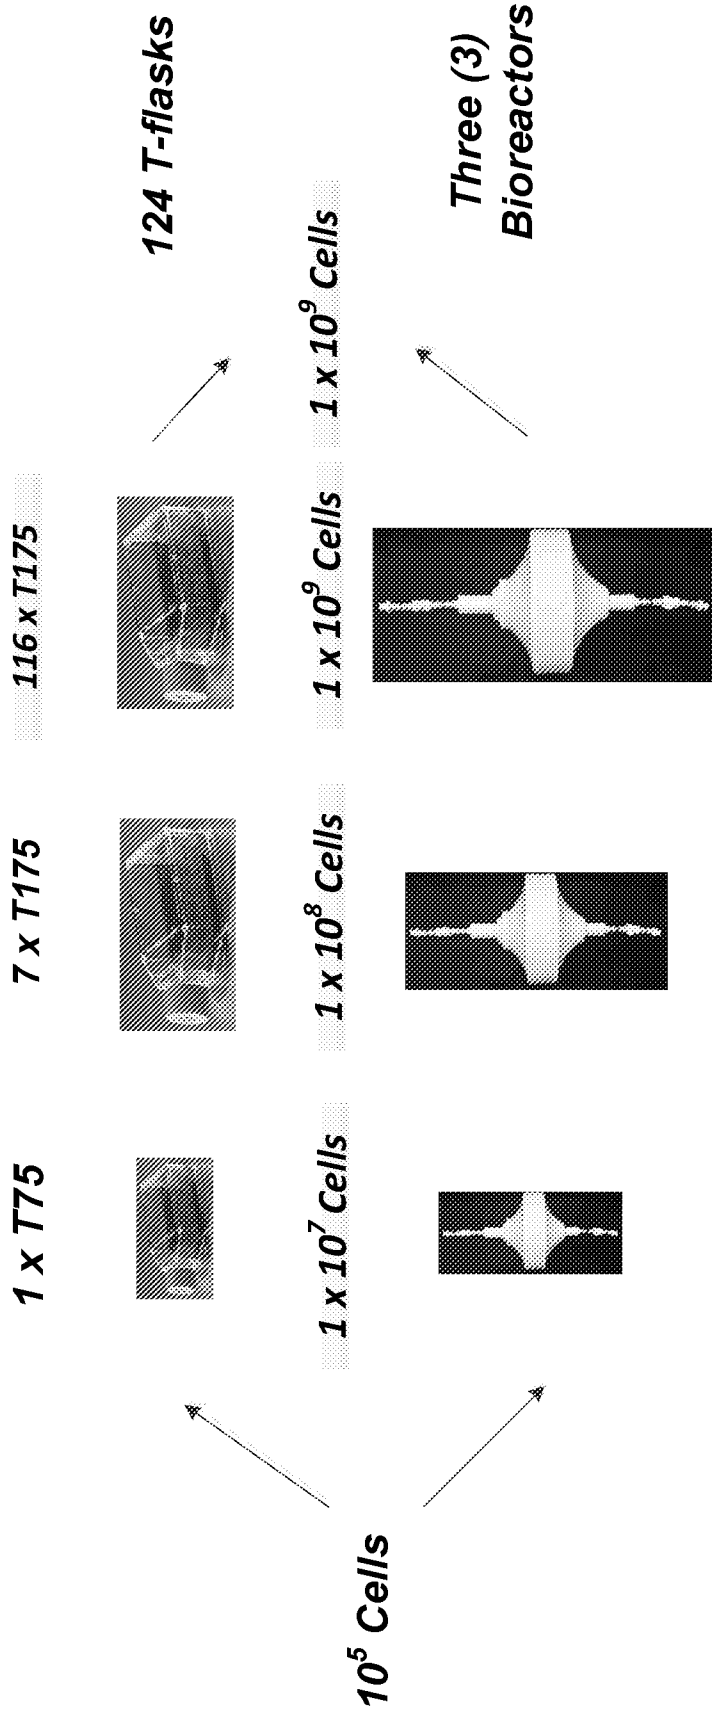 1 x T75
7 x T175
116 x T175
124 T-flasks
10⁵ Cells
1 x 10⁷ Cells
1 x 10⁸ Cells
1 x 10⁹ Cells
1 x 10⁹ Cells
Three (3)
Bioreactors